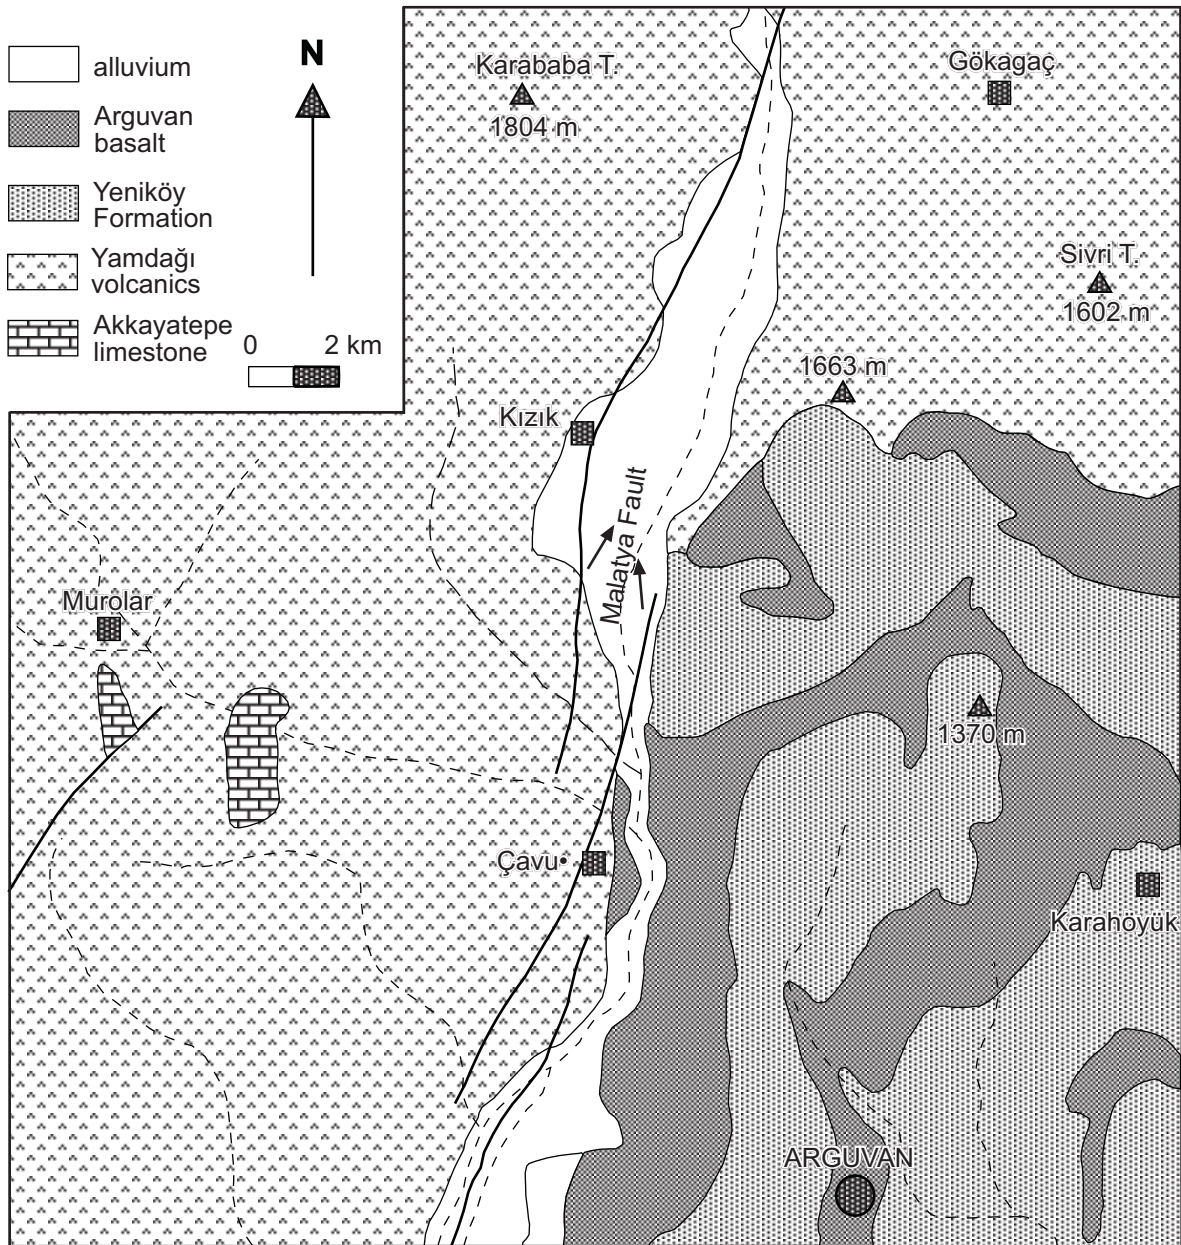 alluvium
Arguvan
basalt
Yeniköy
Formation
Yamdağı
volcanics
Akkayatepe
limestone
N
0 2 km
Karababa T.
1804 m
Gökagaç
Sivri T.
1602 m
1663 m
Kızık
Malatya Fault
Murolar
1370 m
Çavu•
Karahoyuk
ARGUVAN